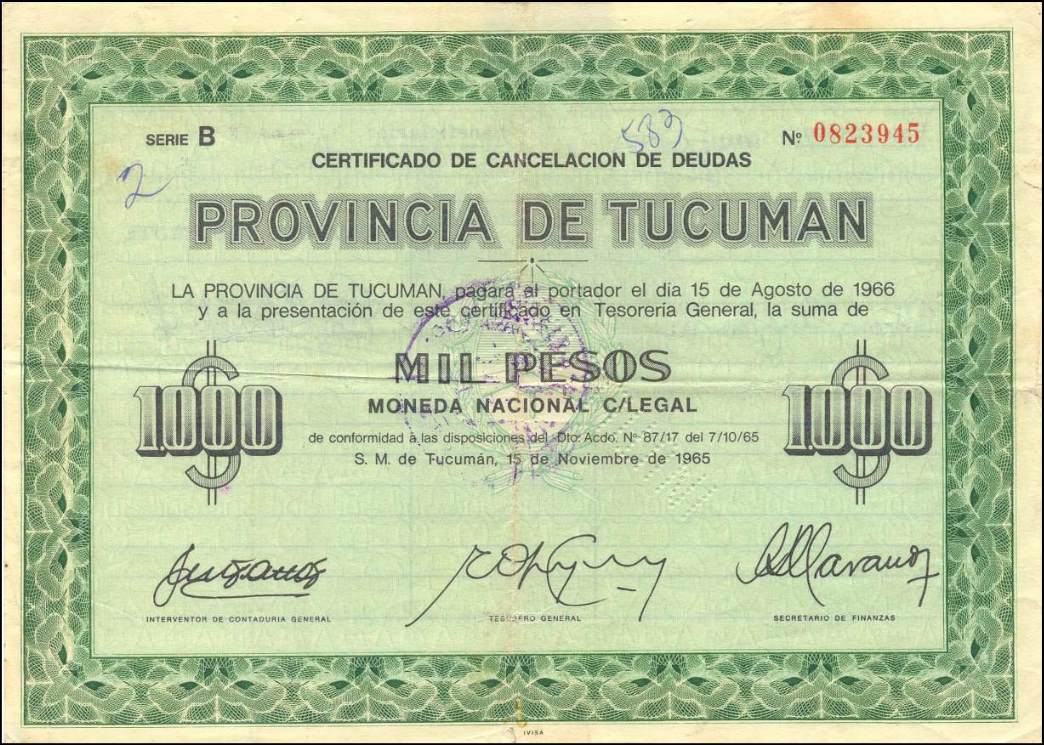 SERIE B
Nº 0823945
589
2
CERTIFICADO DE CANCELACION DE DEUDAS
PROVINCIA DE TUCUMAN
LA PROVINCIA DE TUCUMAN, pagará al portador el día 15 de Agosto de 1966
y a la presentación de este certificado en Tesorería General, la suma de
MIL PESOS
1000
1000
MONEDA NACIONAL C/LEGAL
de conformidad a las disposiciones del Dto. Acdo. Nº 87/17 del 7/10/65
S. M. de Tucumán, 15 de Noviembre de 1965
INTERVENTOR DE CONTADURIA GENERAL
TESORERO GENERAL
SECRETARIO DE FINANZAS
IVISA